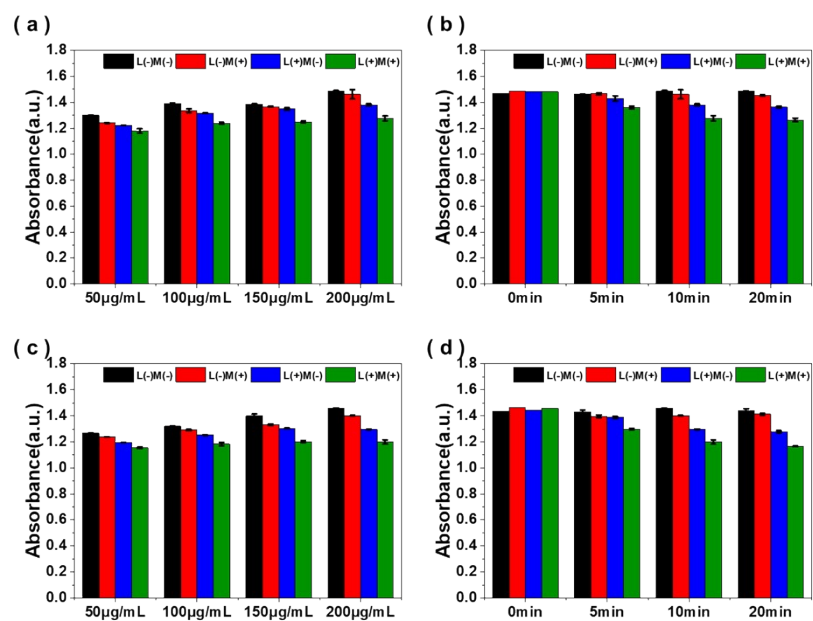 ( a )
L(-)M(-) L(-)M(+) L(+)M(-) L(+)M(+)
Absorbance(a.u.)
1.8
1.6
1.4
1.2
1.0
0.8
0.6
0.4
0.2
0.0
50μg/mL 100μg/mL 150μg/mL 200μg/mL
( b )
L(-)M(-) L(-)M(+) L(+)M(-) L(+)M(+)
Absorbance(a.u.)
1.8
1.6
1.4
1.2
1.0
0.8
0.6
0.4
0.2
0.0
0min 5min 10min 20min
( c )
L(-)M(-) L(-)M(+) L(+)M(-) L(+)M(+)
Absorbance(a.u.)
1.8
1.6
1.4
1.2
1.0
0.8
0.6
0.4
0.2
0.0
50μg/mL 100μg/mL 150μg/mL 200μg/mL
( d )
L(-)M(-) L(-)M(+) L(+)M(-) L(+)M(+)
Absorbance(a.u.)
1.8
1.6
1.4
1.2
1.0
0.8
0.6
0.4
0.2
0.0
0min 5min 10min 20min